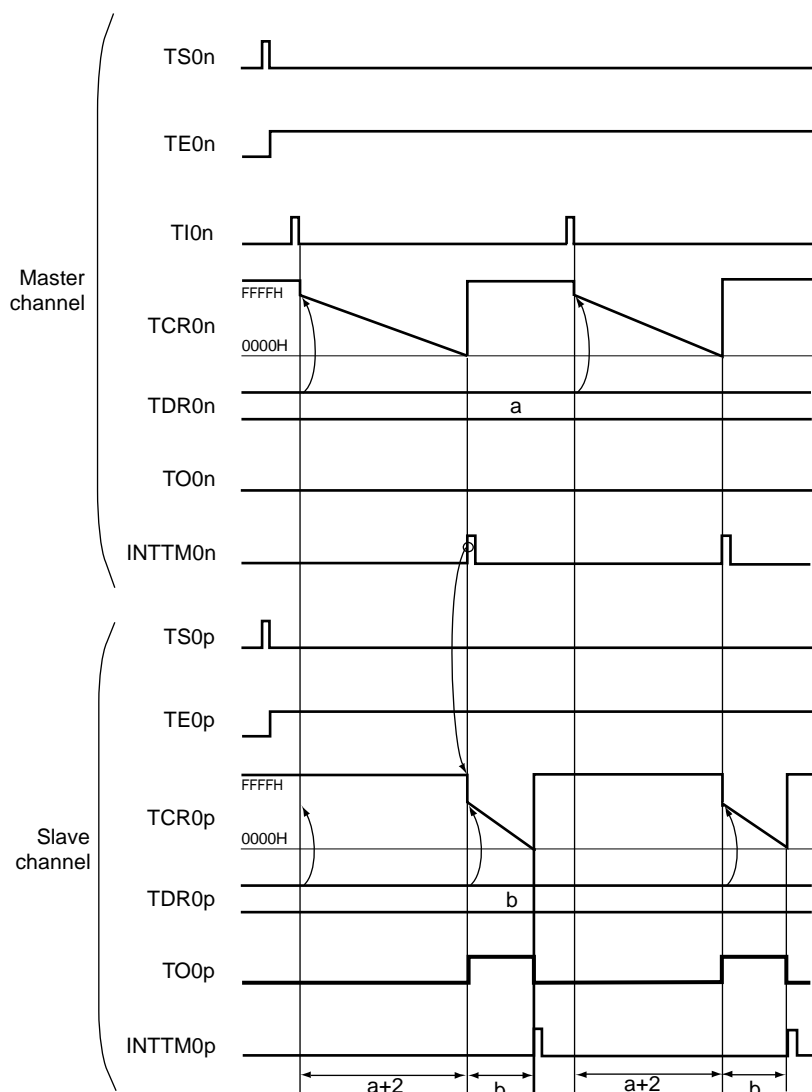 TS0n
TE0n
TI0n
Master
channel
FFFFH
TCR0n
0000H
TDR0n
a
TO0n
INTTM0n
TS0p
TE0p
FFFFH
TCR0p
Slave
channel
0000H
TDR0p
b
TO0p
INTTM0p
a+2 b a+2 b